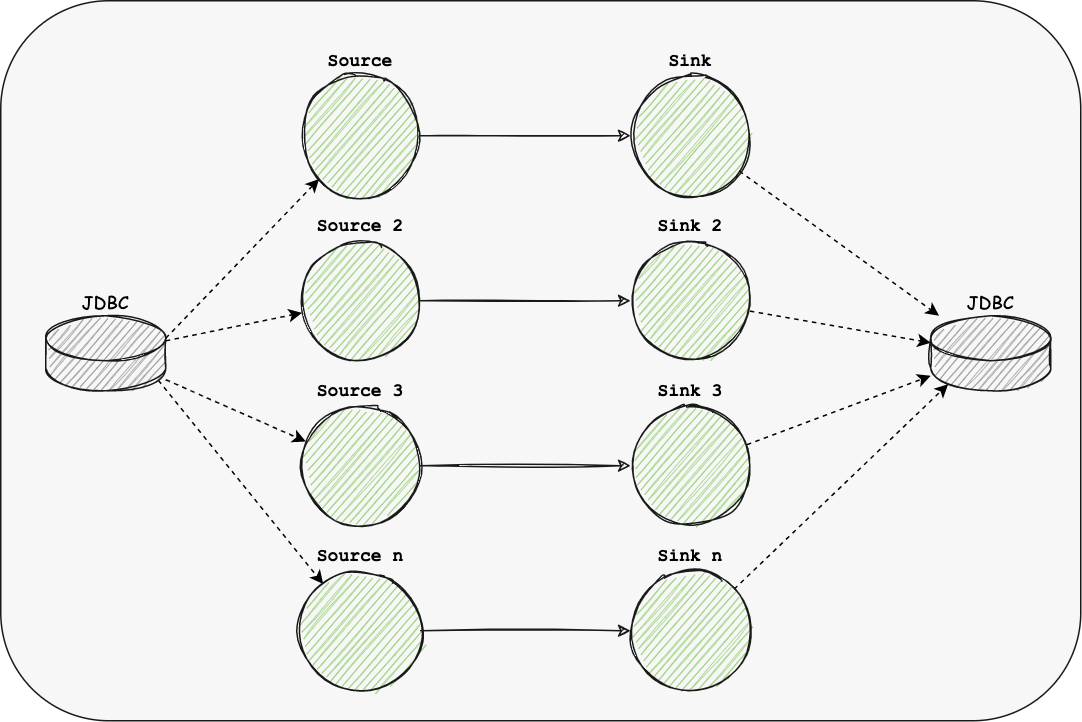 Source
Sink
Source 2
Sink 2
JDBC
JDBC
Source 3
Sink 3
Source n
Sink n